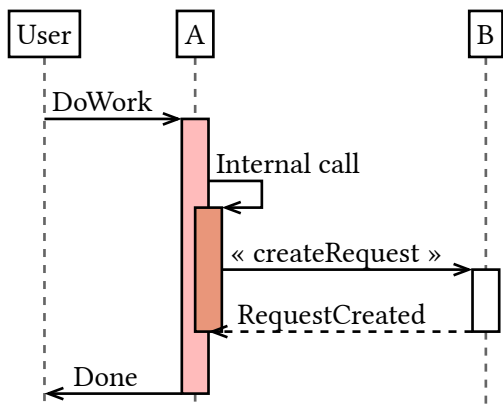 User A B
DoWork
Internal call
« createRequest »
RequestCreated
Done